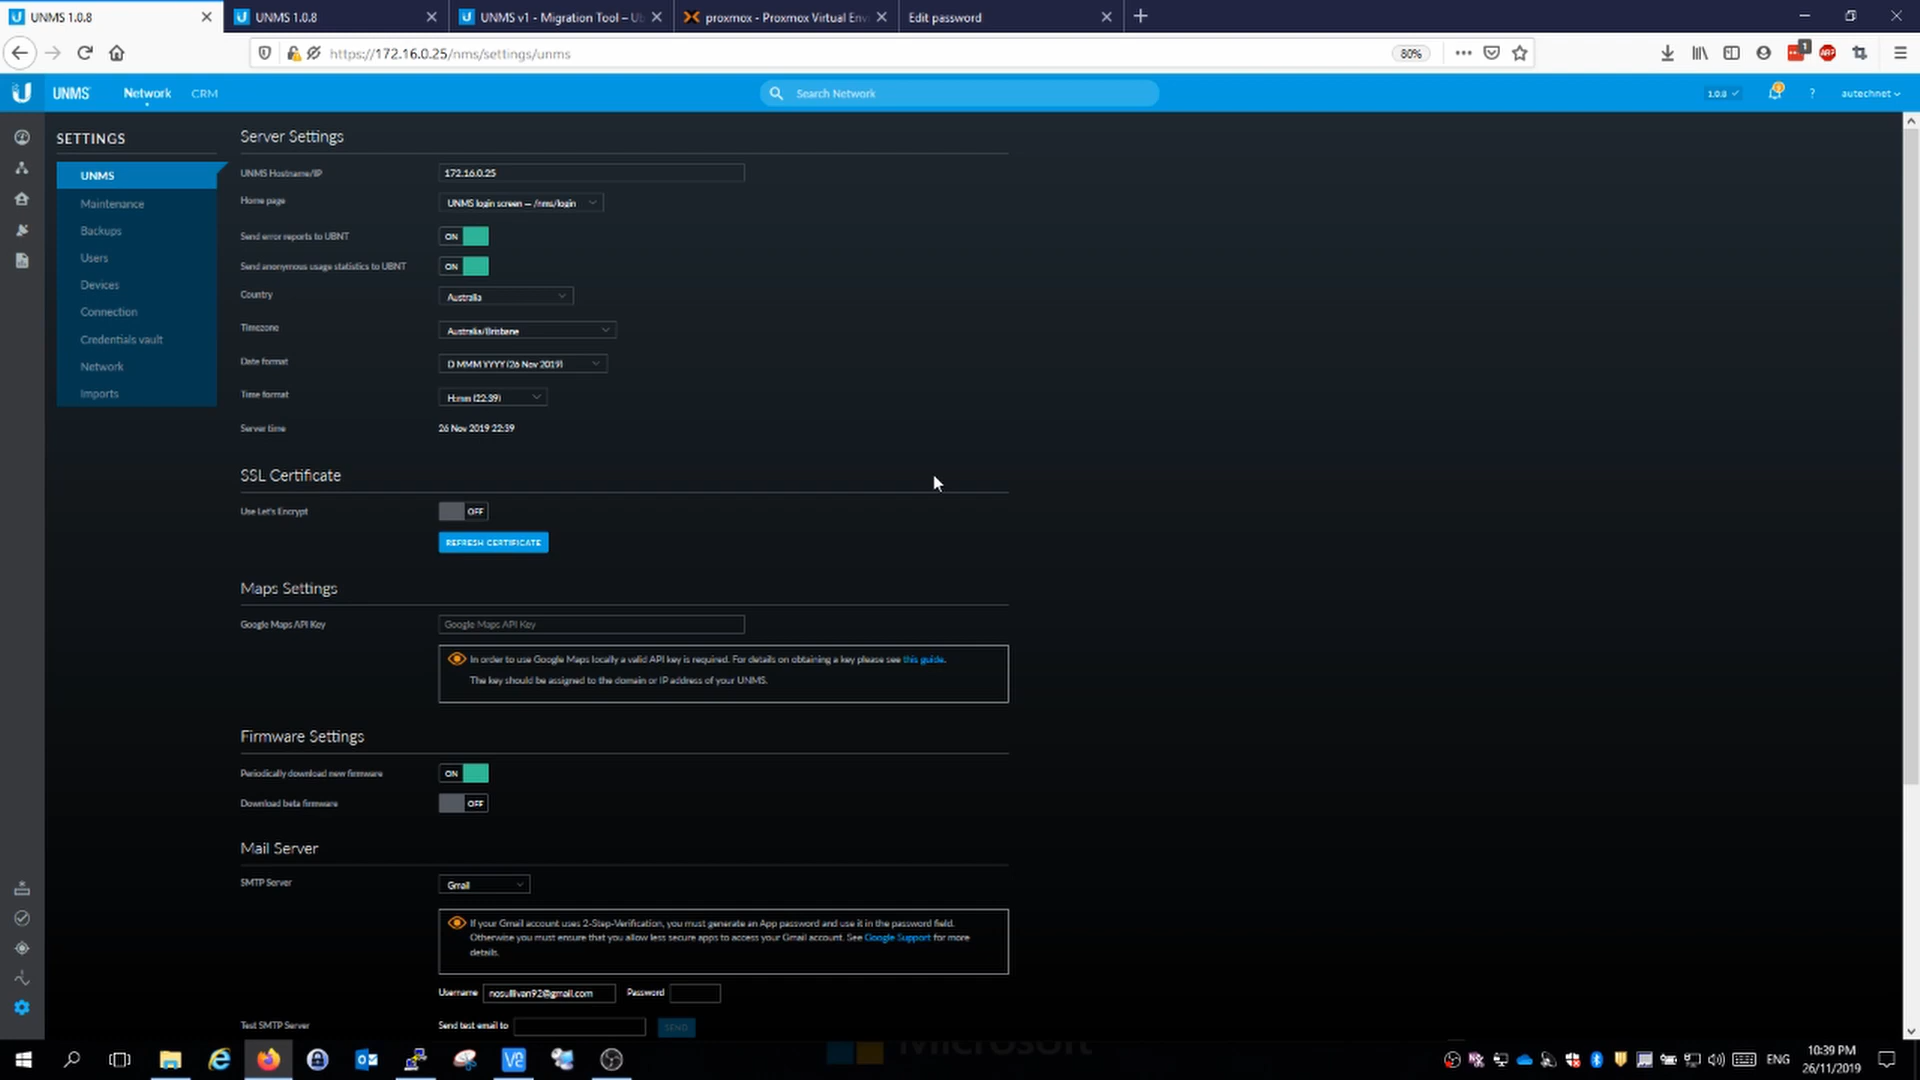 UNMS 1.0.8
UNMS 1.0.8
UNMS v1 - Migration Tool – Ub
proxmox - Proxmox Virtual Env
Edit password
https://172.16.0.25/nms/settings/unms
80%
1
ABP
UNMS
Network
CRM
Search Network
1.0.8
?
autechnet
SETTINGS
UNMS
Maintenance
Backups
Users
Devices
Connection
Credentials vault
Network
Imports
Server Settings
UNMS Hostname/IP
172.16.0.25
Home page
UNMS login screen – /nms/login
Send error reports to UBNT
ON
Send anonymous usage statistics to UBNT
ON
Country
Australia
Timezone
Australia/Brisbane
Date format
D MMM YYYY (26 Nov 2019)
Time format
H:mm (22:39)
Server time
26 Nov 2019 22:39
SSL Certificate
Use Let's Encrypt
OFF
REFRESH CERTIFICATE
Maps Settings
Google Maps API Key
Google Maps API Key
In order to use Google Maps locally a valid API key is required. For details on obtaining a key please see this guide.
The key should be assigned to the domain or IP address of your UNMS.
Firmware Settings
Periodically download new firmware
ON
Download beta firmware
OFF
Mail Server
SMTP Server
Gmail
If your Gmail account uses 2-Step-Verification, you must generate an App password and use it in the password field.
Otherwise you must ensure that you allow less secure apps to access your Gmail account. See Google Support for more
details.
Username
nosullivan92@gmail.com
Password
Test SMTP Server
Send test email to
SEND
Microsoft
ENG
10:39 PM
26/11/2019